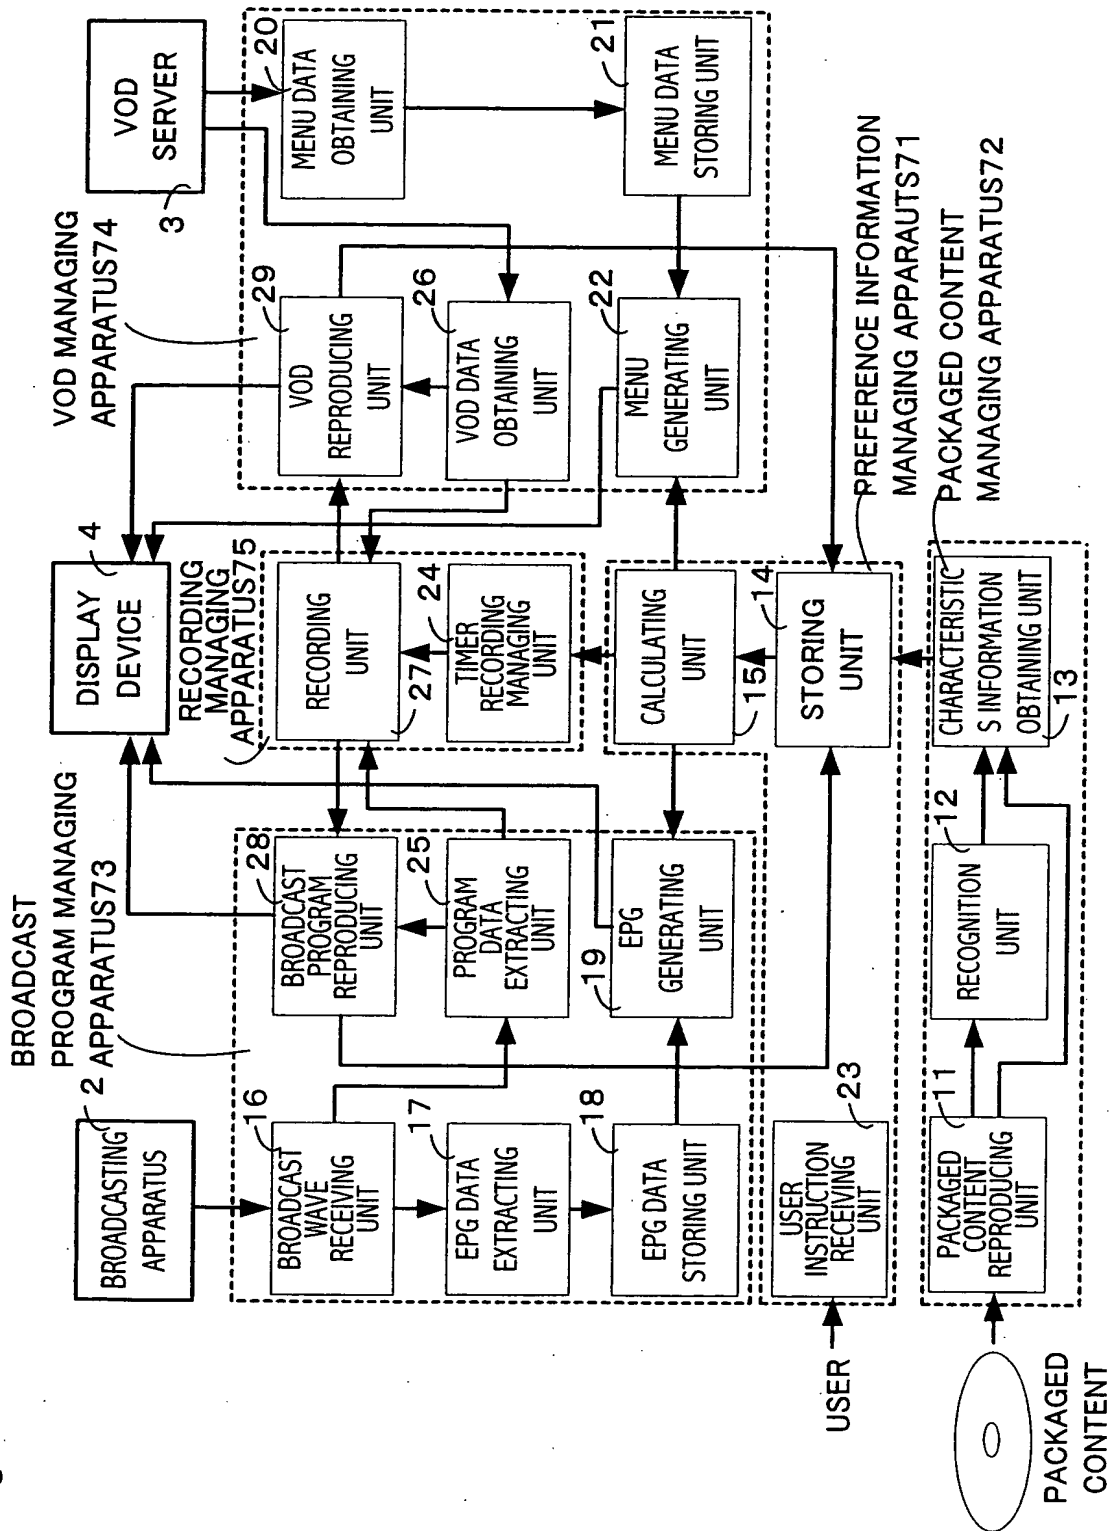 BROADCAST
PROGRAM MANAGING
APPARATUS73
2
BROADCASTING
APPARATUS
16
BROADCAST
WAVE
RECEIVING
UNIT
17
EPG DATA
EXTRACTING
UNIT
18
EPG DATA
STORING UNIT
28
BROADCAST
PROGRAM
REPRODUCING
UNIT
25
PROGRAM
DATA
EXTRACTING
UNIT
19
EPG
GENERATING
UNIT
4
DISPLAY
DEVICE
RECORDING
MANAGING
APPARATUS75
RECORDING
UNIT
27
24
TIMER
RECORDING
MANAGING
UNIT
CALCULATING
UNIT
15
14
STORING
UNIT
VOD MANAGING
APPARATUS74
29
VOD
REPRODUCING
UNIT
26
VOD DATA
OBTAINING
UNIT
22
MENU
GENERATING
UNIT
VOD
SERVER
3
20
MENU DATA
OBTAINING
UNIT
21
MENU DATA
STORING UNIT
PREFERENCE INFORMATION
MANAGING APPARAUTS71
PACKAGED CONTENT
MANAGING APPARATUS72
USER
23
USER
INSTRUCTION
RECEIVING
UNIT
PACKAGED
CONTENT
11
PACKAGED
CONTENT
REPRODUCING
UNIT
12
RECOGNITION
UNIT
CHARACTERISTIC
S INFORMATION
OBTAINING UNIT
13